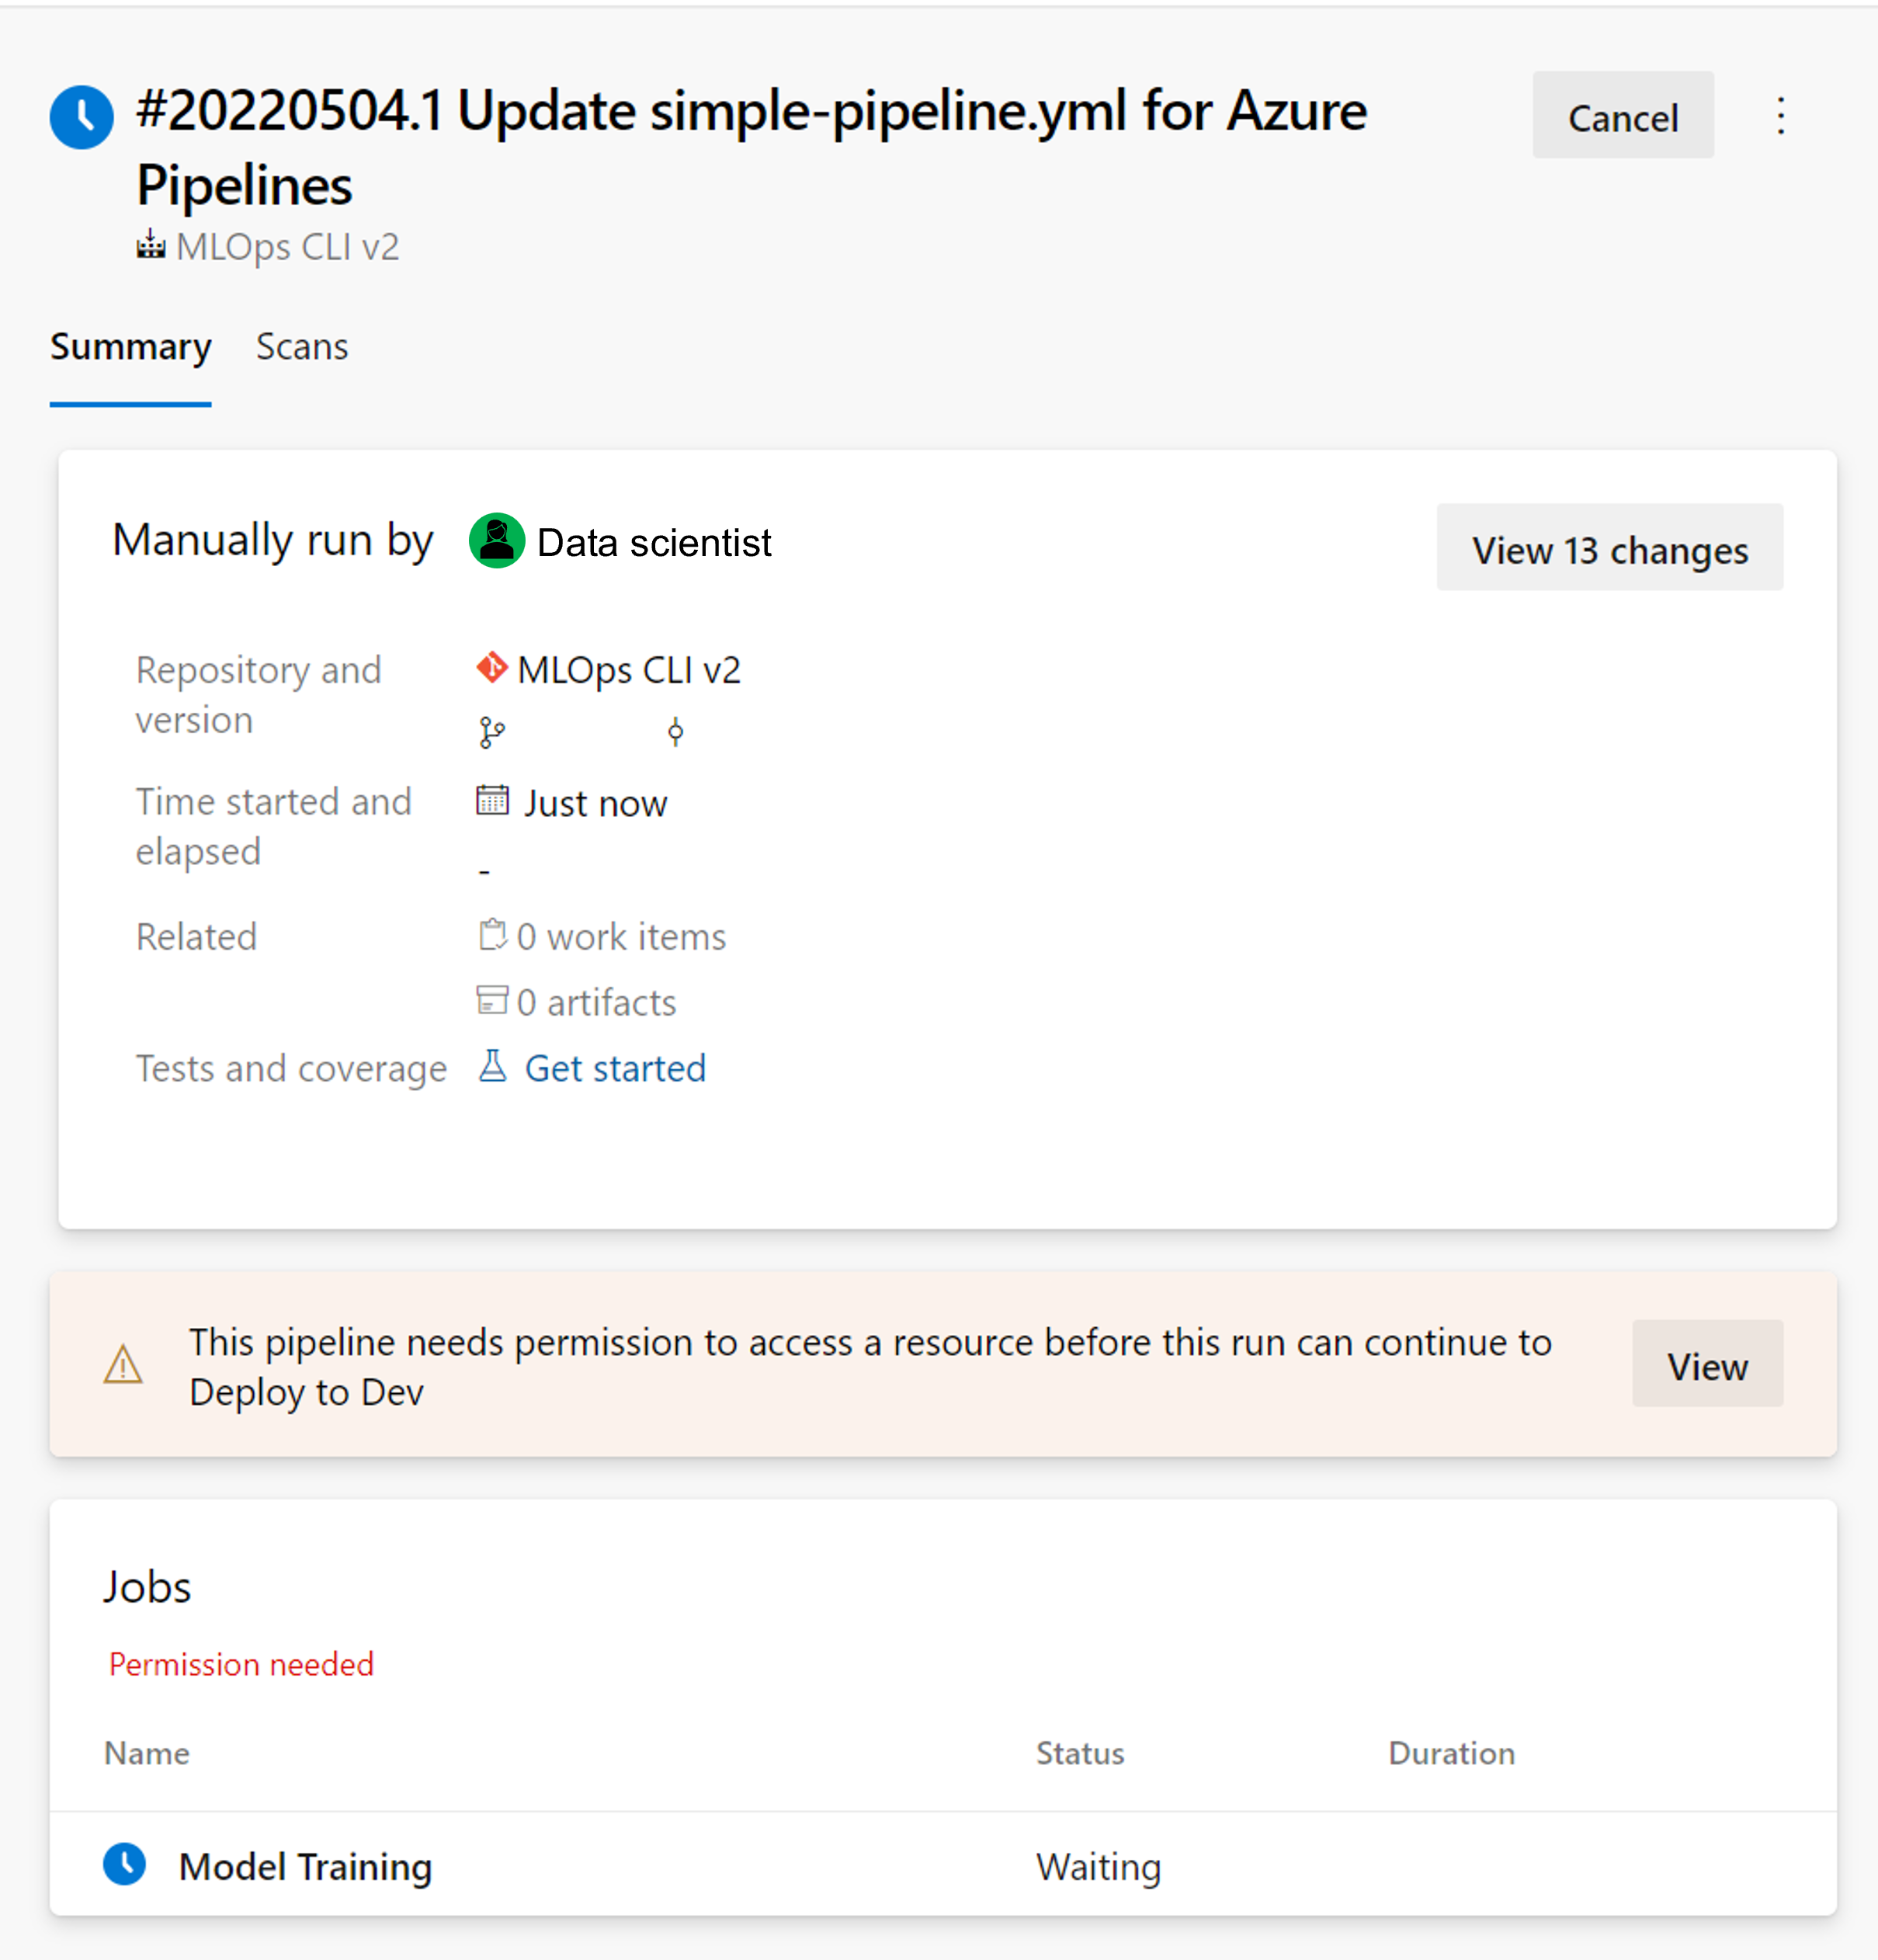 #20220504.1 Update simple-pipeline.yml for Azure
Pipelines
Cancel
MLOps CLI v2
Summary
Scans
Manually run by
Data scientist
View 13 changes
Repository and
version
MLOps CLI v2
Time started and
elapsed
Just now
-
Related
0 work items
0 artifacts
Tests and coverage
Get started
This pipeline needs permission to access a resource before this run can continue to
Deploy to Dev
View
Jobs
Permission needed
Name
Status
Duration
Model Training
Waiting